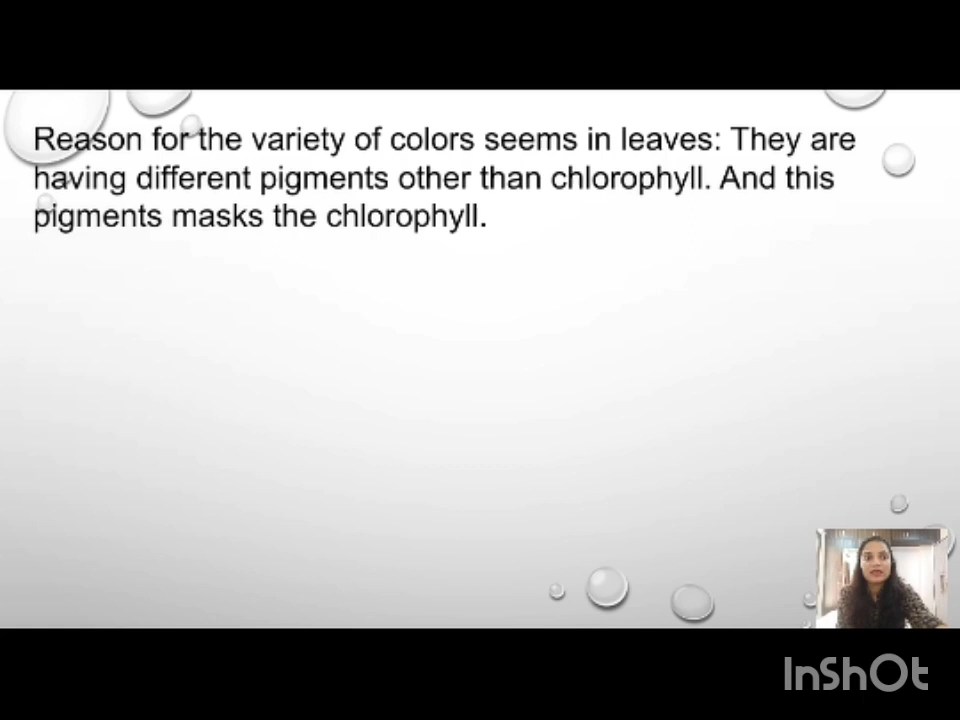 Reason for the variety of colors seems in leaves: They are
having different pigments other than chlorophyll. And this
pigments masks the chlorophyll.
InShOt